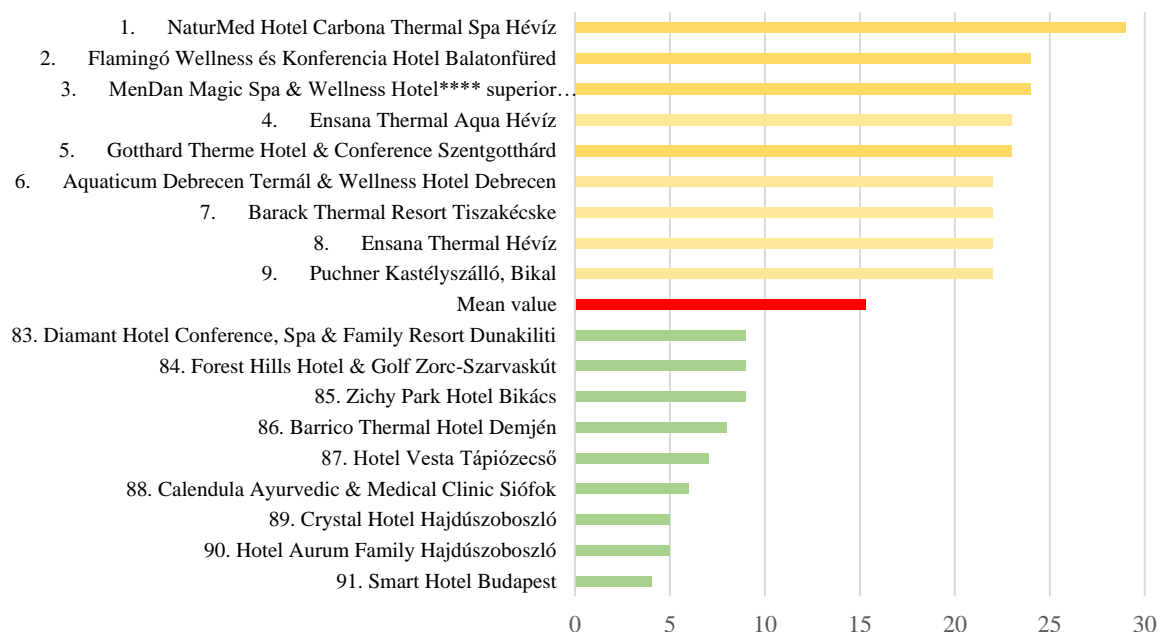 1. NaturMed Hotel Carbona Thermal Spa Hévíz
2. Flamingó Wellness és Konferencia Hotel Balatonfüred
3. MenDan Magic Spa & Wellness Hotel**** superior…
4. Ensana Thermal Aqua Hévíz
5. Gotthard Therme Hotel & Conference Szentgotthárd
6. Aquaticum Debrecen Termál & Wellness Hotel Debrecen
7. Barack Thermal Resort Tiszakécske
8. Ensana Thermal Hévíz
9. Puchner Kastélyszálló, Bikal
Mean value
83. Diamant Hotel Conference, Spa & Family Resort Dunakiliti
84. Forest Hills Hotel & Golf Zorc-Szarvaskút
85. Zichy Park Hotel Bikács
86. Barrico Thermal Hotel Demjén
87. Hotel Vesta Tápiózecső
88. Calendula Ayurvedic & Medical Clinic Siófok
89. Crystal Hotel Hajdúszoboszló
90. Hotel Aurum Family Hajdúszoboszló
91. Smart Hotel Budapest
0 5 10 15 20 25 30